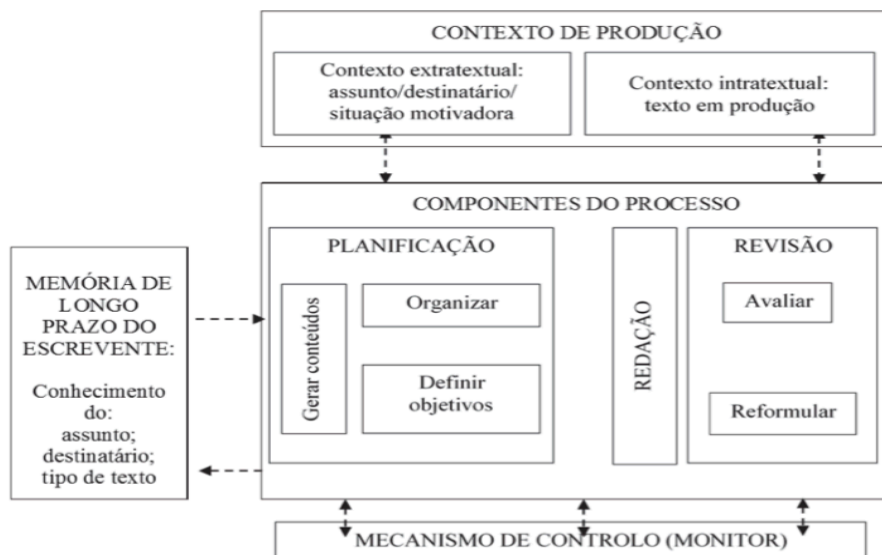 CONTEXTO DE PRODUÇÃO
Contexto extratextual:
assunto/destinatário/
situação motivadora
Contexto intratextual:
texto em produção
COMPONENTES DO PROCESSO
MEMÓRIA DE
LONGO
PRAZO DO
ESCREVENTE:
Conhecimento
do:
assunto;
destinatário;
tipo de texto
PLANIFICAÇÃO
Gerar conteúdos
Organizar
Definir
objetivos
REDAÇÃO
REVISÃO
Avaliar
Reformular
MECANISMO DE CONTROLO (MONITOR)